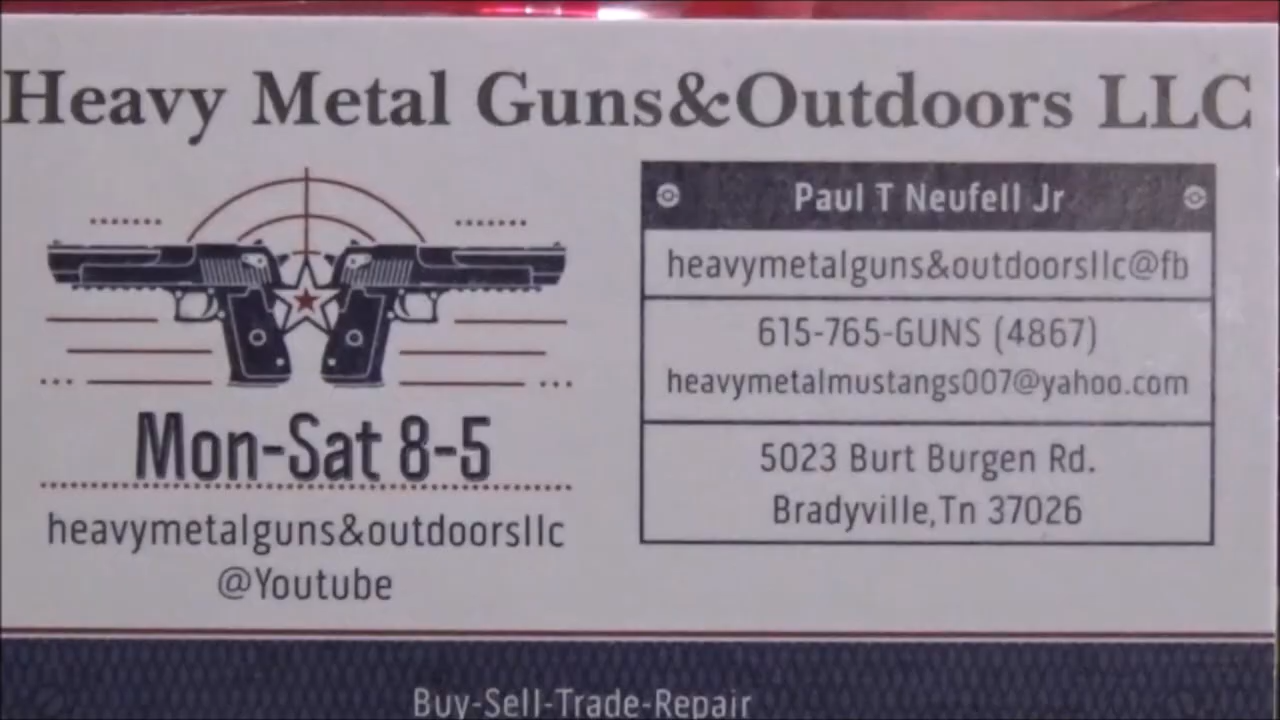 Heavy Metal Guns&Outdoors LLC
Mon-Sat 8-5
heavymetalguns&outdoorsllc
@Youtube
Paul T Neufell Jr
heavymetalguns&outdoorsllc@fb
615-765-GUNS (4867)
heavymetalmustangs007@yahoo.com
5023 Burt Burgen Rd.
Bradyville,Tn 37026
Buy-Sell-Trade-Repair